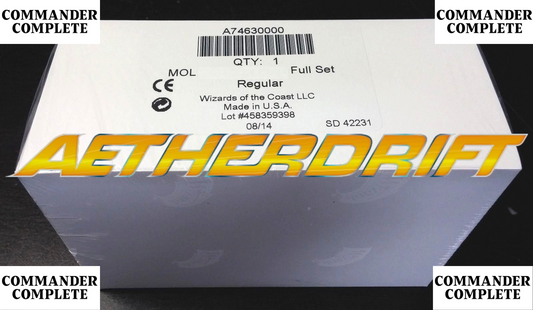 COMMANDER
COMPLETE
COMMANDER
COMPLETE
A74630000
QTY: 1
MOL Full Set
Regular
Wizards of the Coast LLC
Made in U.S.A.
Lot #458359398
08/14 SD 42231
CE
AETHERDRIFT
COMMANDER
COMPLETE
COMMANDER
COMPLETE